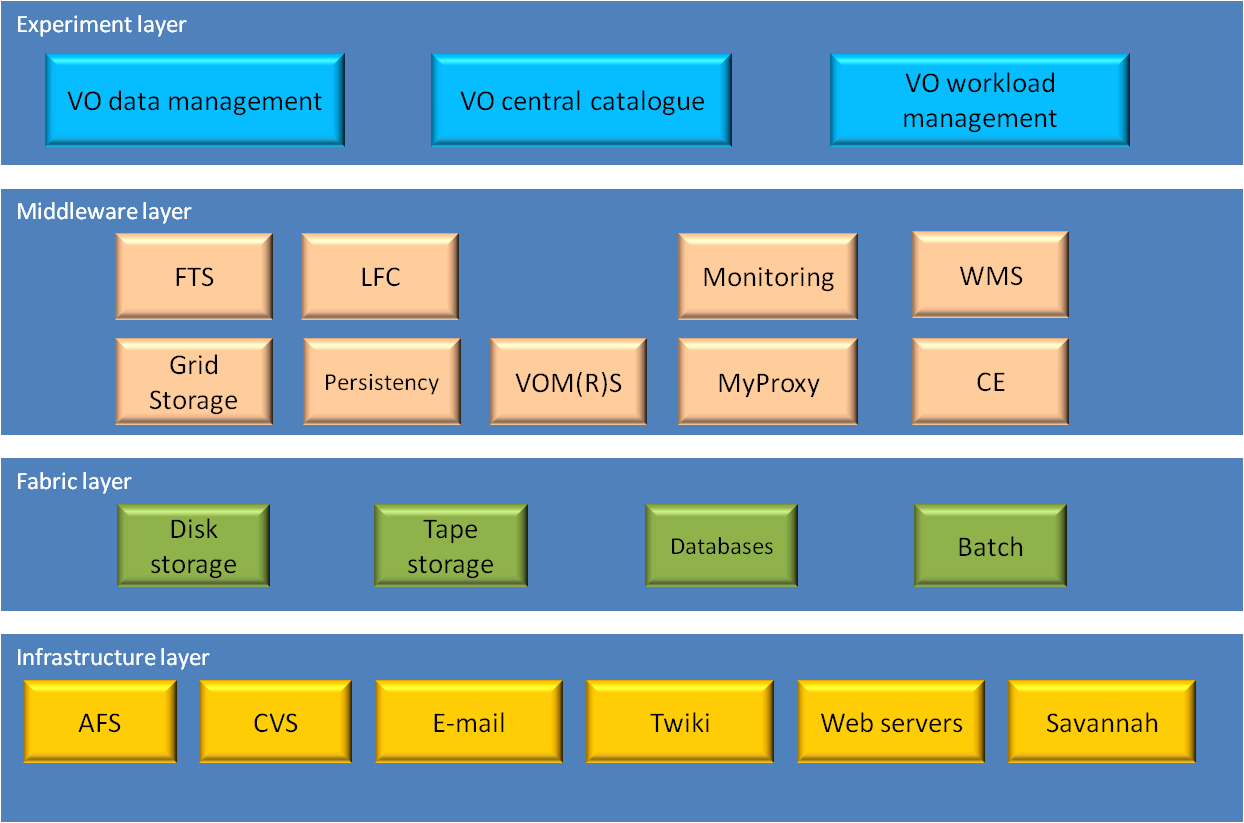 Experiment layer
VO data management
VO central catalogue
VO workload
management
Middleware layer
FTS
LFC
Monitoring
WMS
Grid
Storage
Persistency
VOM(R)S
MyProxy
CE
Fabric layer
Disk
storage
Tape
storage
Databases
Batch
Infrastructure layer
AFS
CVS
E-mail
Twiki
Web servers
Savannah